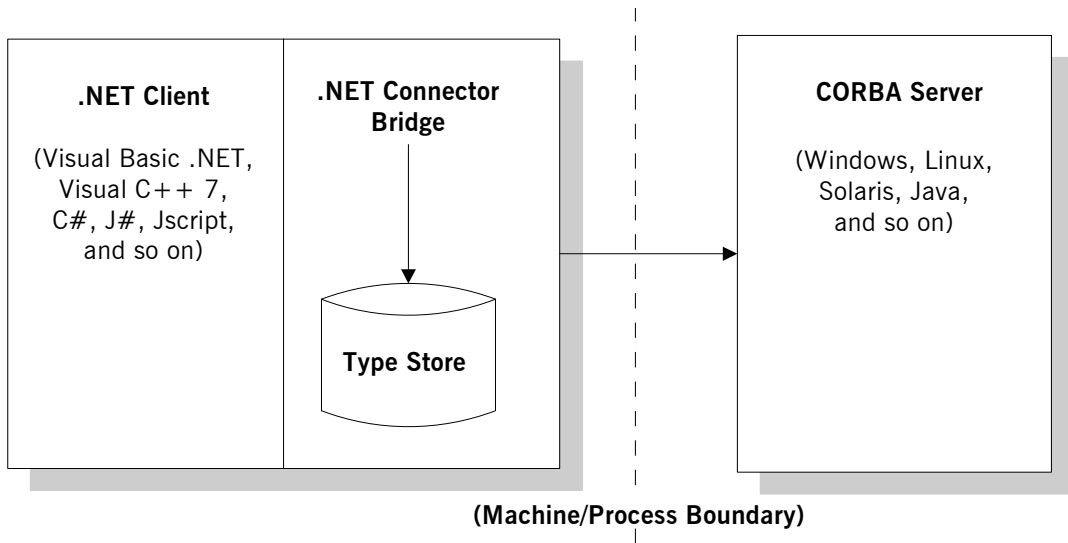 .NET Client
(Visual Basic .NET,
Visual C++ 7,
C#, J#, Jscript,
and so on)
.NET Connector
Bridge
Type Store
CORBA Server
(Windows, Linux,
Solaris, Java,
and so on)
(Machine/Process Boundary)